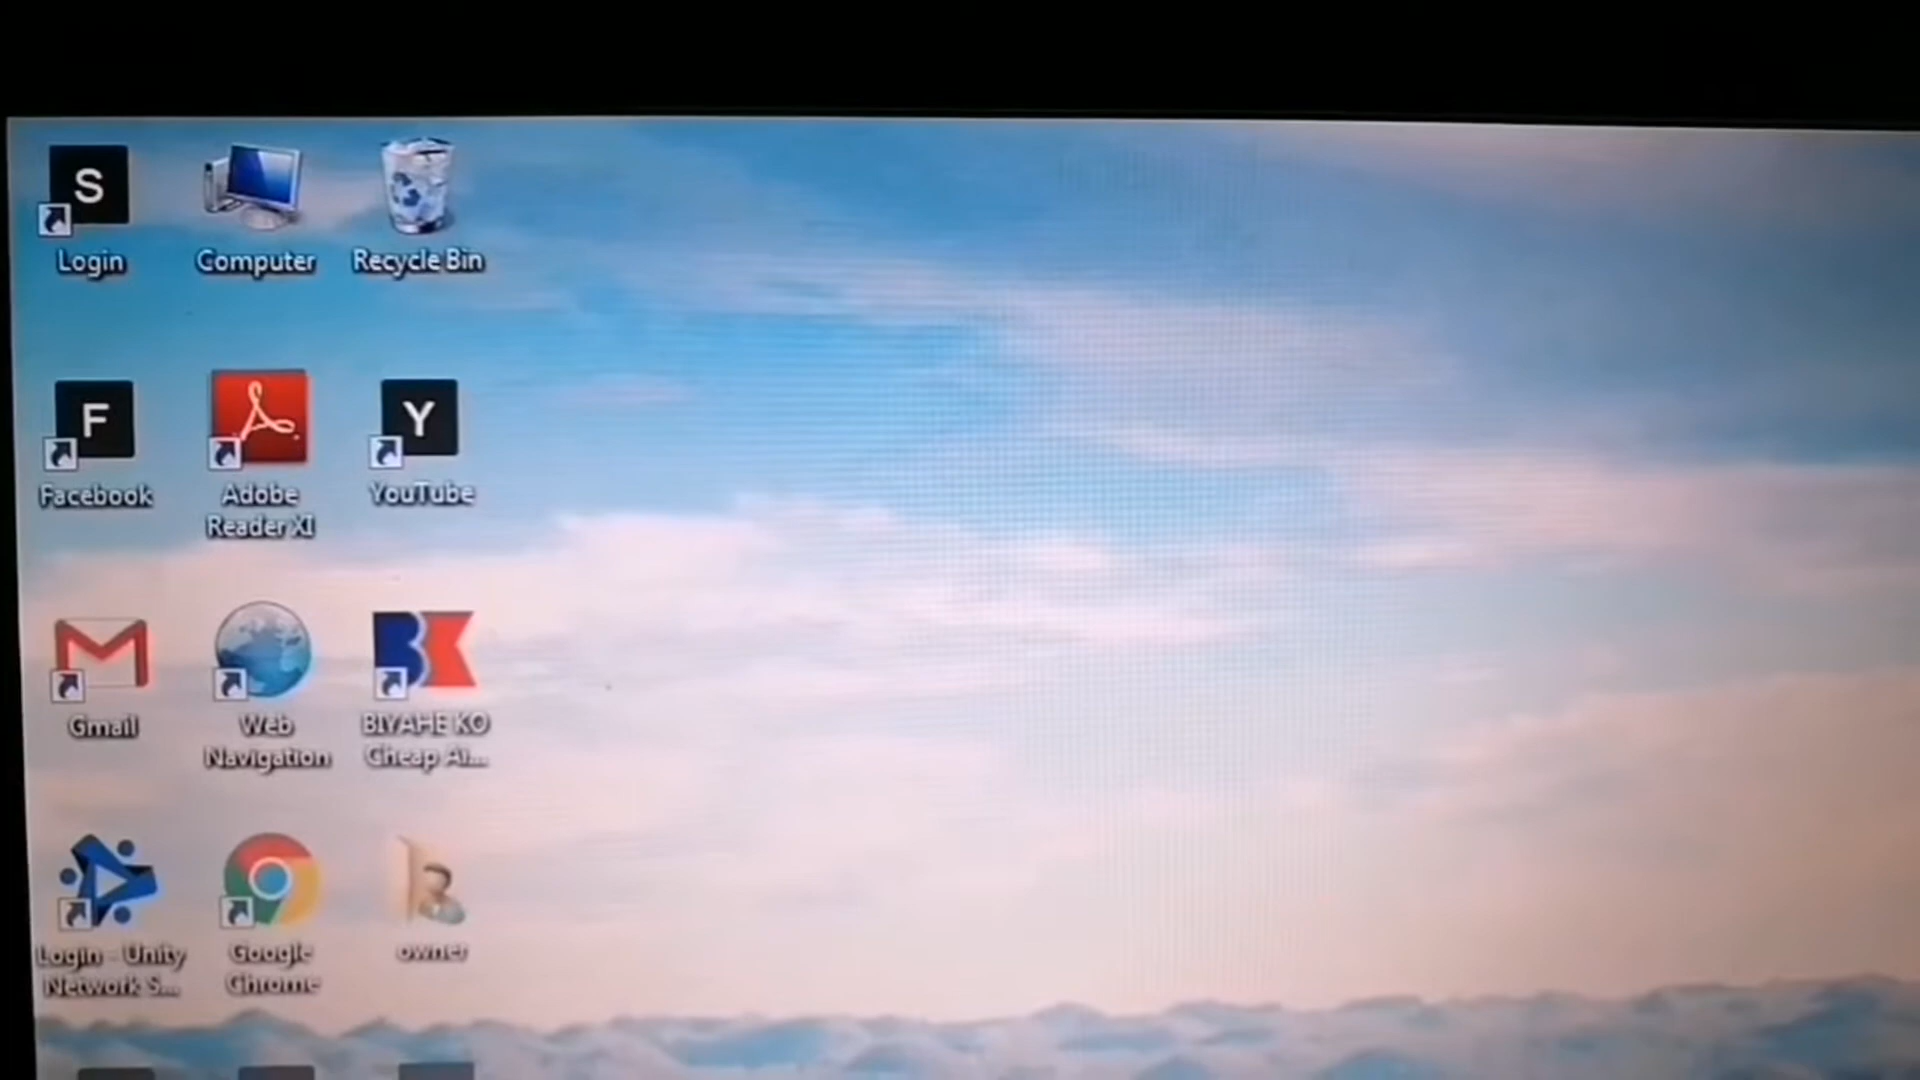 S
Login
Computer
Recycle Bin
F
Facebook
Adobe
Reader XI
Y
YouTube
Gmail
Web
Navigation
BK
BIYAHE KO
Cheap Ai...
Login - Unity
Network S...
Google
Chrome
owner